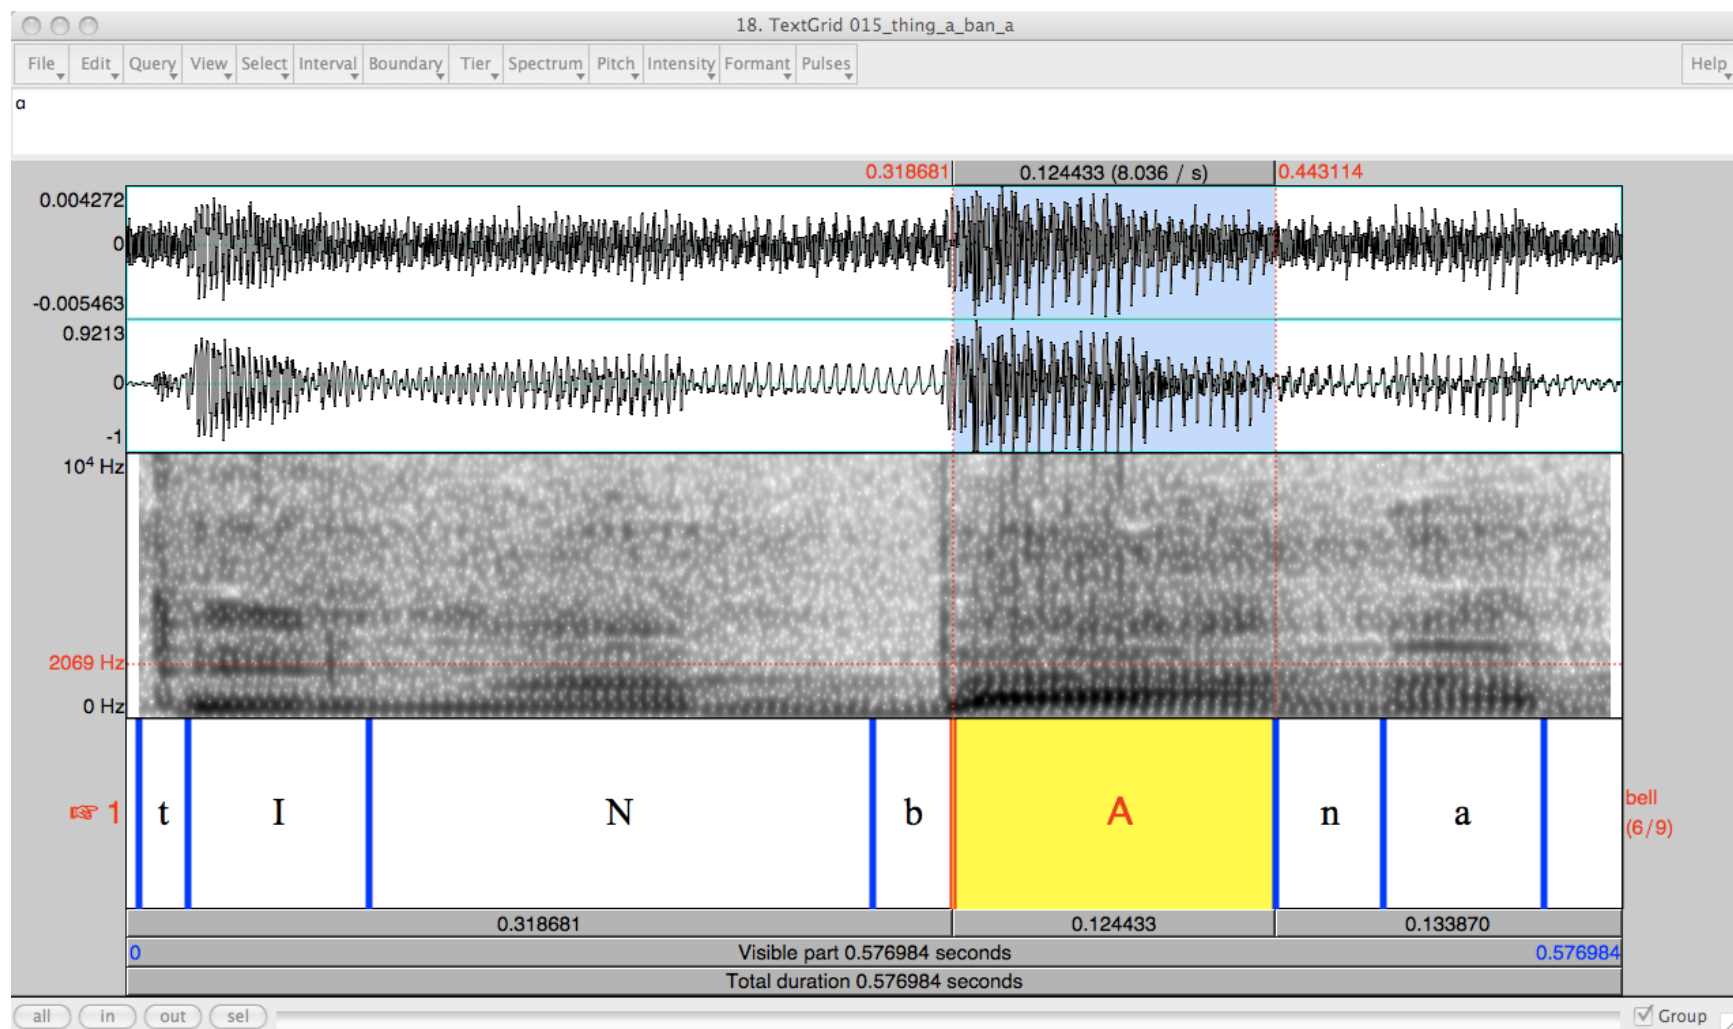 18. TextGrid 015_thing_a_ban_a
File Edit Query View Select Interval Boundary Tier Spectrum Pitch Intensity Formant Pulses Help
ɑ
0.318681 0.124433 (8.036 / s) 0.443114
0.004272
0
-0.005463
0.9213
0
-1
10⁴ Hz
2069 Hz
0 Hz
☞ 1 t I N b A n a bell
(6/9)
0.318681 0.124433 0.133870
0 Visible part 0.576984 seconds 0.576984
Total duration 0.576984 seconds
all in out sel Group